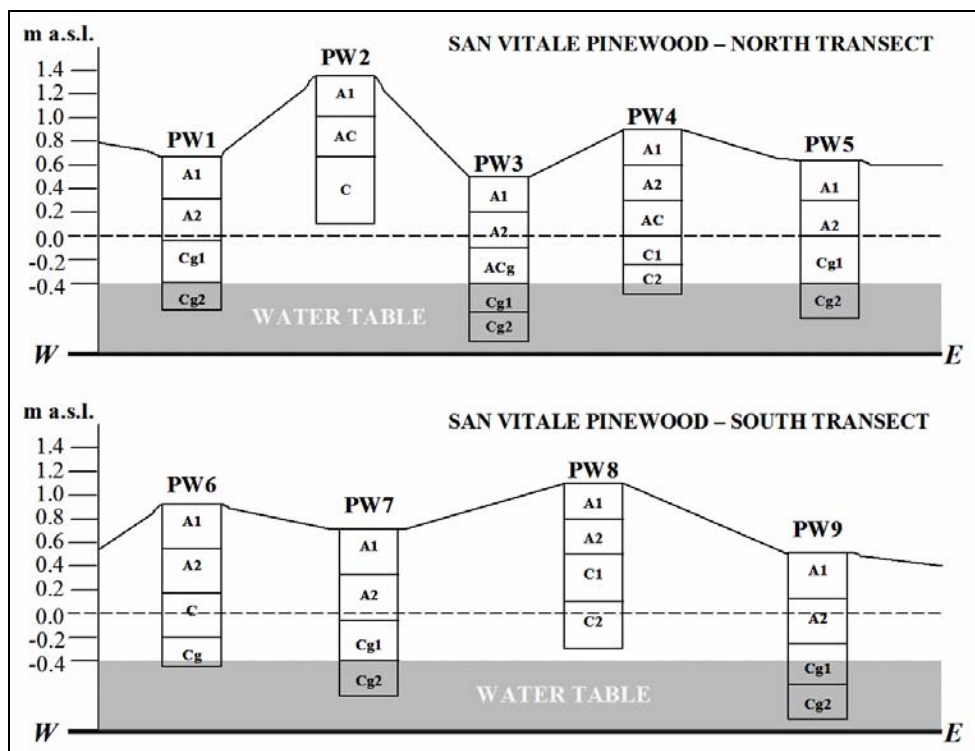 m a.s.l.
SAN VITALE PINEWOOD – NORTH TRANSECT
1.4
1.2
1.0
0.8
0.6
0.4
0.2
0.0
-0.2
-0.4
PW1
A1
A2
Cg1
Cg2
PW2
A1
AC
C
PW3
A1
A2
ACg
Cg1
Cg2
PW4
A1
A2
AC
C1
C2
PW5
A1
A2
Cg1
Cg2
WATER TABLE
W
E
m a.s.l.
SAN VITALE PINEWOOD – SOUTH TRANSECT
1.4
1.2
1.0
0.8
0.6
0.4
0.2
0.0
-0.2
-0.4
PW6
A1
A2
C
Cg
PW7
A1
A2
Cg1
Cg2
PW8
A1
A2
C1
C2
PW9
A1
A2
Cg1
Cg2
WATER TABLE
W
E